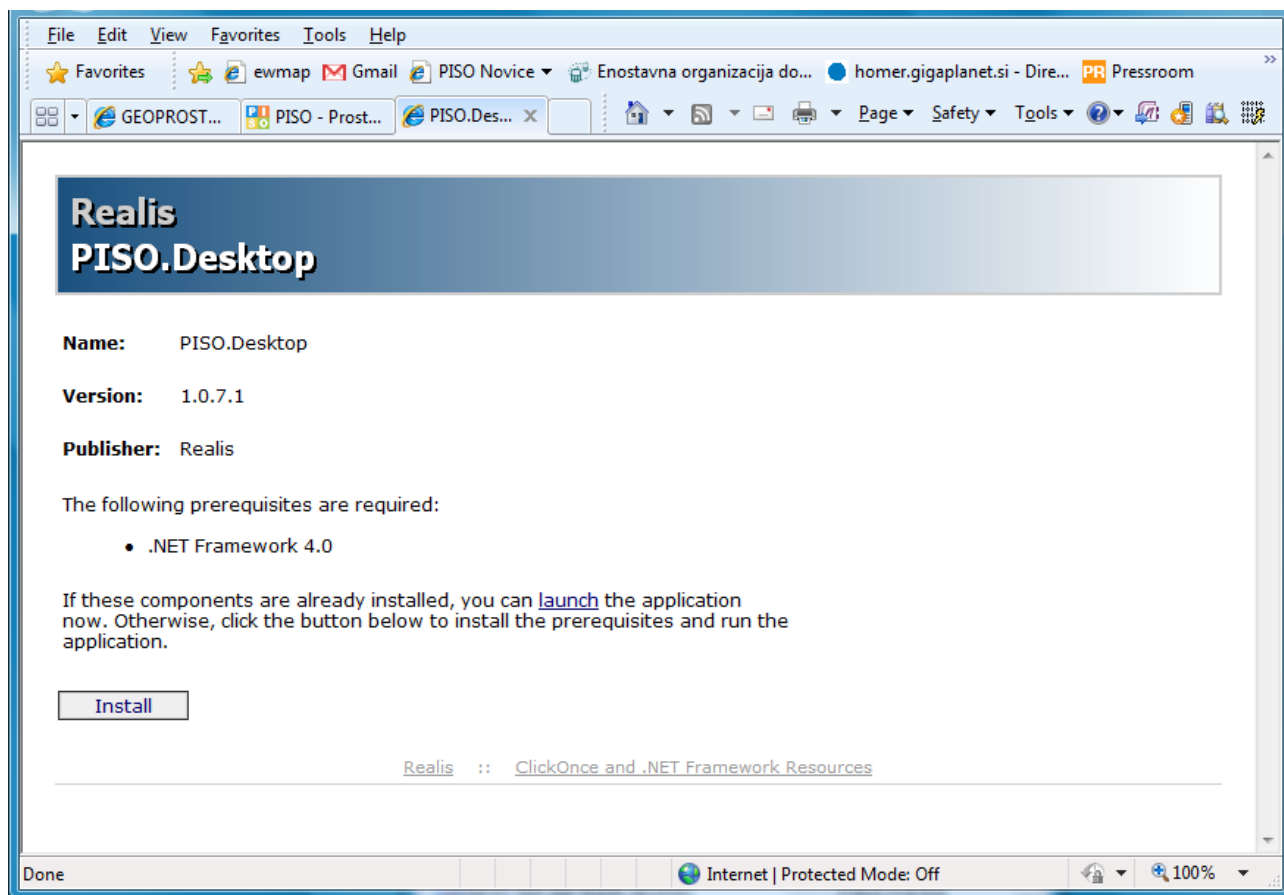 File Edit View Favorites Tools Help
Favorites ewmap Gmail PISO Novice Enostavna organizacija do... homer.gigaplanet.si - Dire... PR Pressroom »
GEOPROST... PISO - Prost... PISO.Des... X Page Safety Tools
Realis
PISO.Desktop
Name: PISO.Desktop
Version: 1.0.7.1
Publisher: Realis
The following prerequisites are required:
• .NET Framework 4.0
If these components are already installed, you can launch the application
now. Otherwise, click the button below to install the prerequisites and run the
application.
Install
Realis :: ClickOnce and .NET Framework Resources
Done Internet | Protected Mode: Off 100%